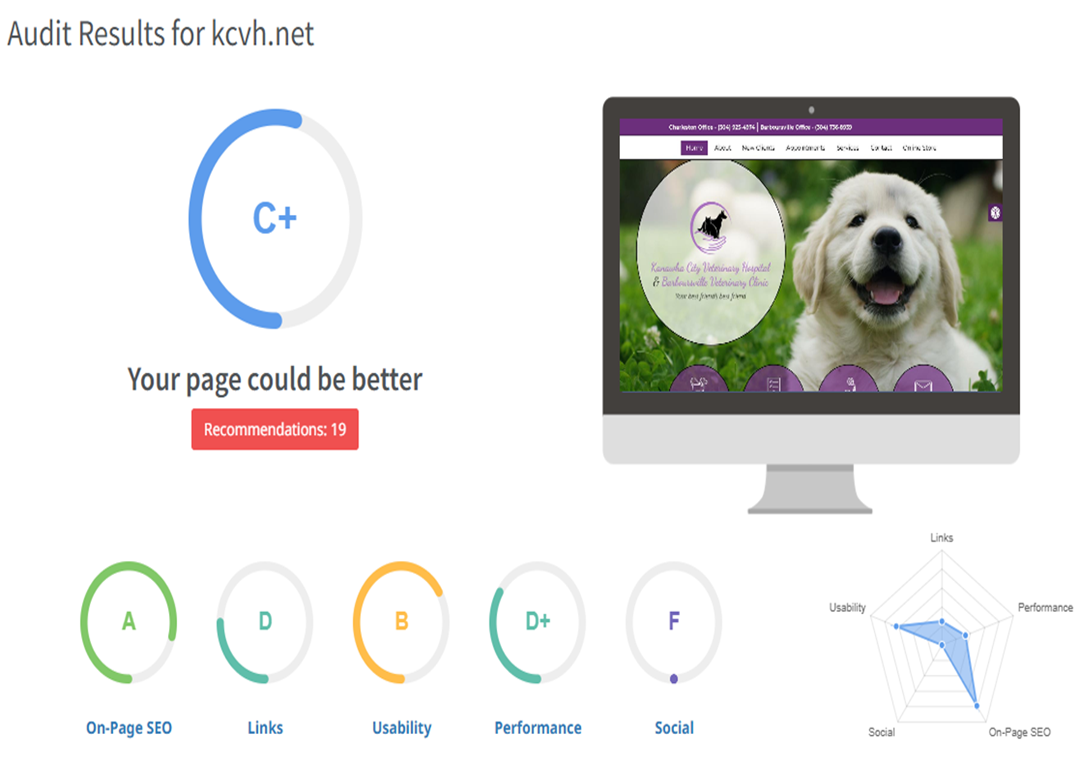 Audit Results for kcvh.net
C+
Your page could be better
Recommendations: 19
Charleston Office - (304) 925-4974 | Barboursville Office - (304) 736-8033
Home About New Clients Appointments Services Contact Online Store
Kanawha City Veterinary Hospital
& Barboursville Veterinary Clinic
Your best friend's best friend
A
D
B
D+
F
On-Page SEO
Links
Usability
Performance
Social
Links
Usability
Performance
Social
On-Page SEO